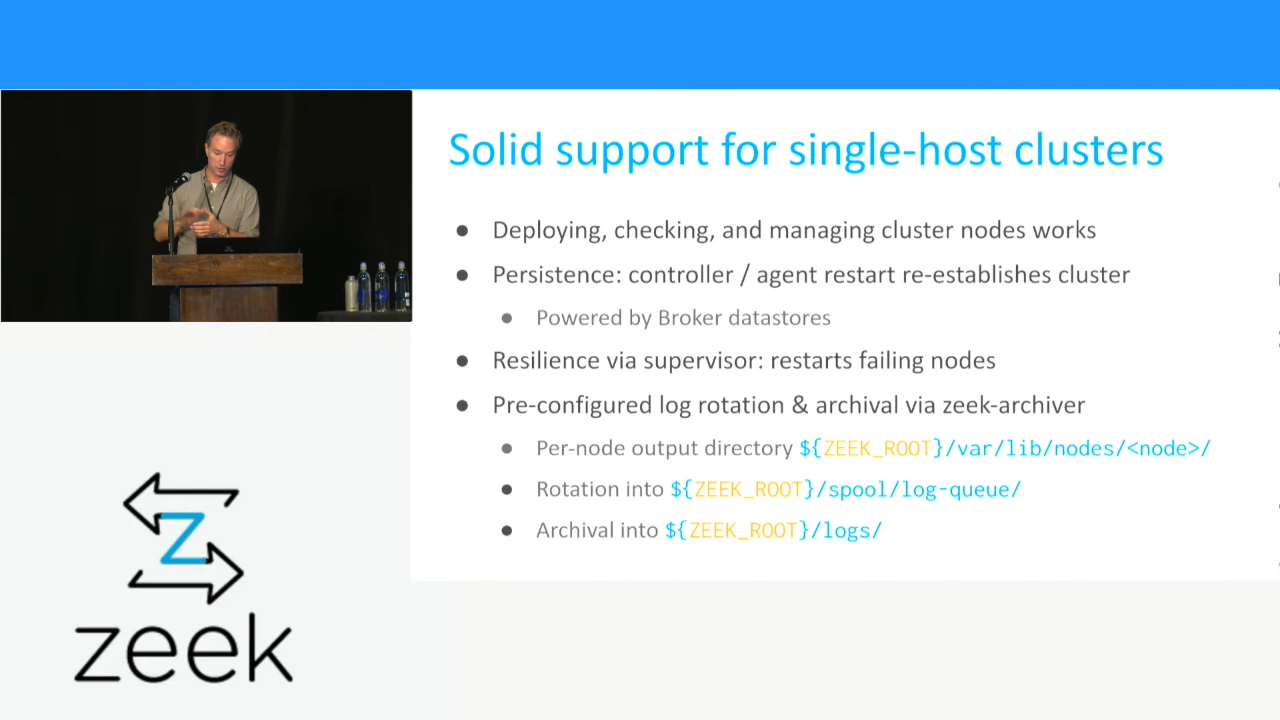 Solid support for single-host clusters
● Deploying, checking, and managing cluster nodes works
● Persistence: controller / agent restart re-establishes cluster
● Powered by Broker datastores
● Resilience via supervisor: restarts failing nodes
● Pre-configured log rotation & archival via zeek-archiver
● Per-node output directory ${ZEEK_ROOT}/var/lib/nodes/<node>/
● Rotation into ${ZEEK_ROOT}/spool/log-queue/
● Archival into ${ZEEK_ROOT}/logs/
Z
zeek